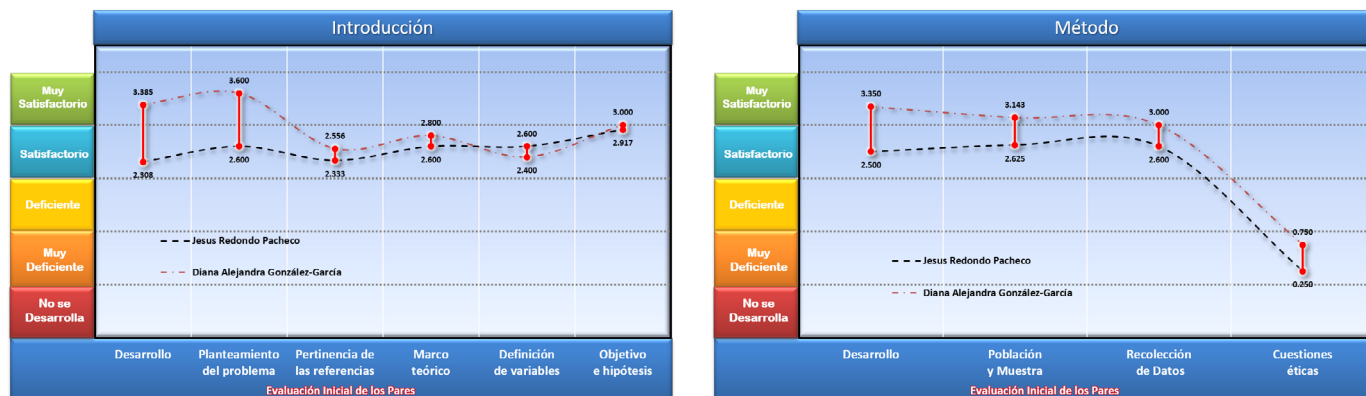 Introducción
Muy
Satisfactorio
Satisfactorio
Deficiente
Muy
Deficiente
No se
Desarrolla
3.385
3.600
2.556
2.800
2.600
3.000
2.308
2.600
2.333
2.600
2.400
2.917
Jesus Redondo Pacheco
Diana Alejandra González-García
Desarrollo
Planteamiento
del problema
Pertinencia de
las referencias
Marco
teórico
Definición
de variables
Objetivo
e hipótesis
Evaluación Inicial de los Pares
Método
Muy
Satisfactorio
Satisfactorio
Deficiente
Muy
Deficiente
No se
Desarrolla
3.350
3.143
3.000
0.750
2.500
2.625
2.600
0.250
Jesus Redondo Pacheco
Diana Alejandra González-García
Desarrollo
Población
y Muestra
Recolección
de Datos
Cuestiones
éticas
Evaluación Inicial de los Pares